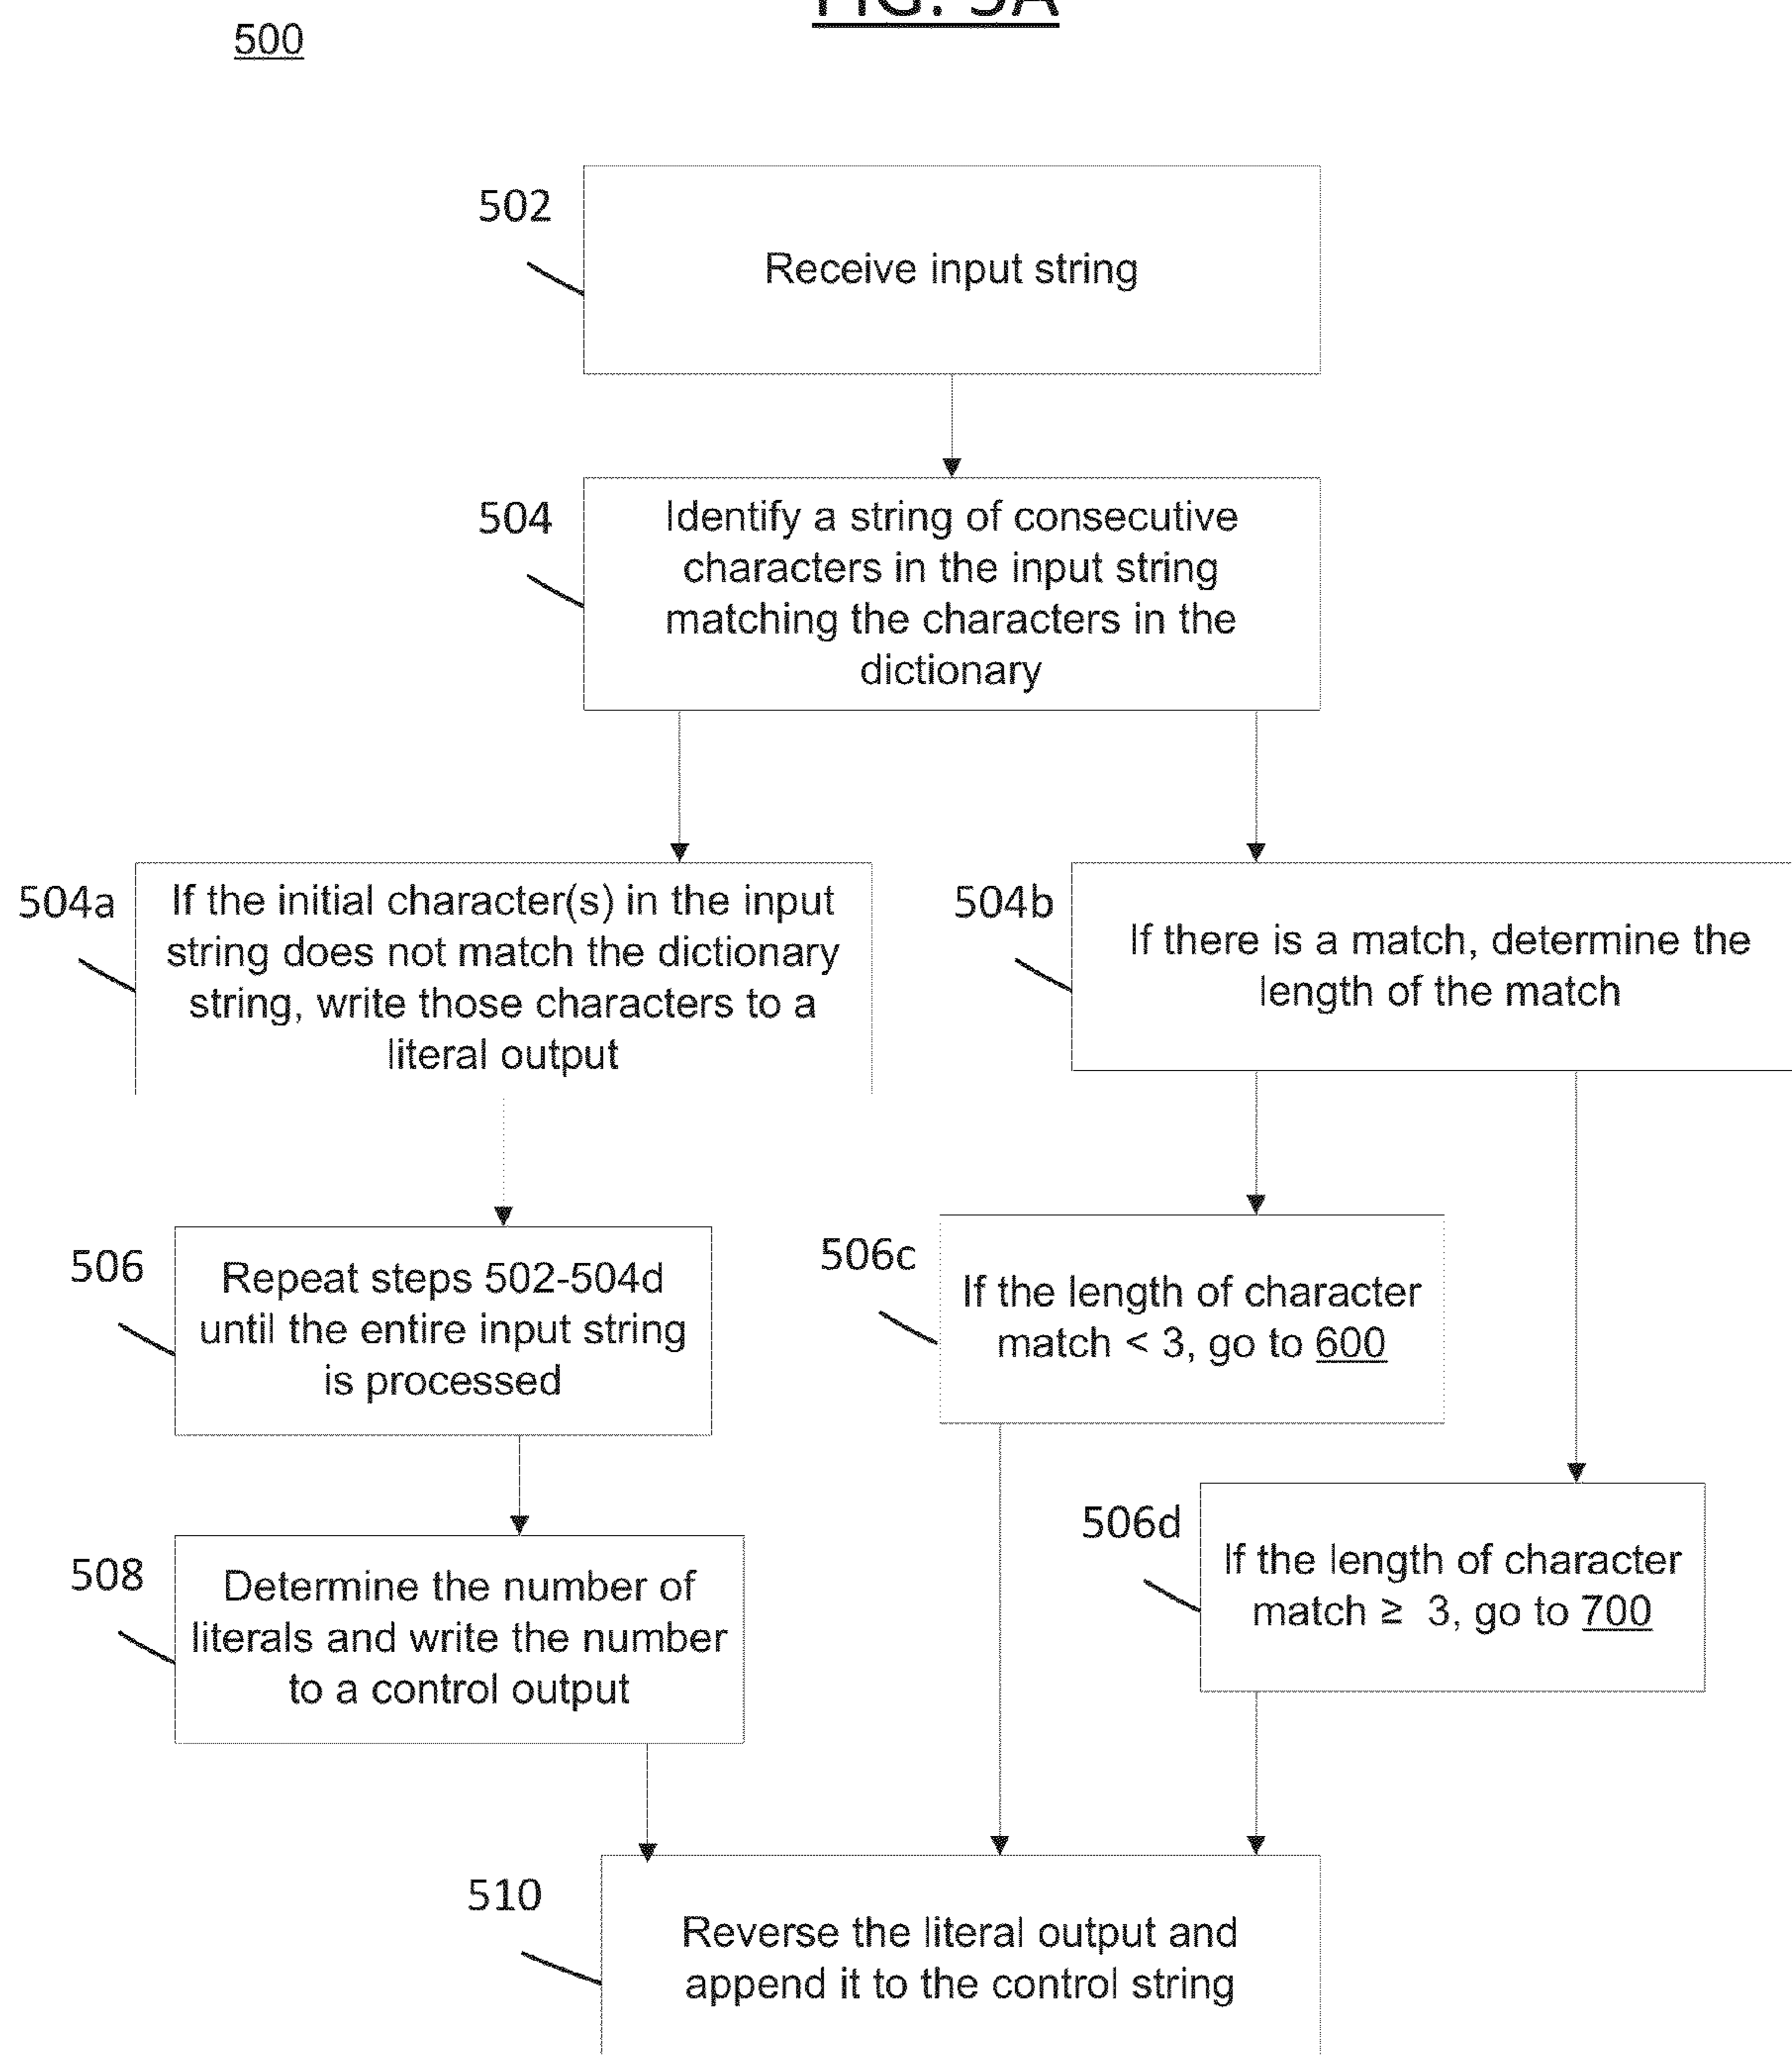 FIG. 5A
500
502
Receive input string
504
Identify a string of consecutive
characters in the input string
matching the characters in the
dictionary
504a
If the initial character(s) in the input
string does not match the dictionary
string, write those characters to a
literal output
504b
If there is a match, determine the
length of the match
506
Repeat steps 502-504d
until the entire input string
is processed
506c
If the length of character
match < 3, go to 600
508
Determine the number of
literals and write the number
to a control output
506d
If the length of character
match ≥ 3, go to 700
510
Reverse the literal output and
append it to the control string